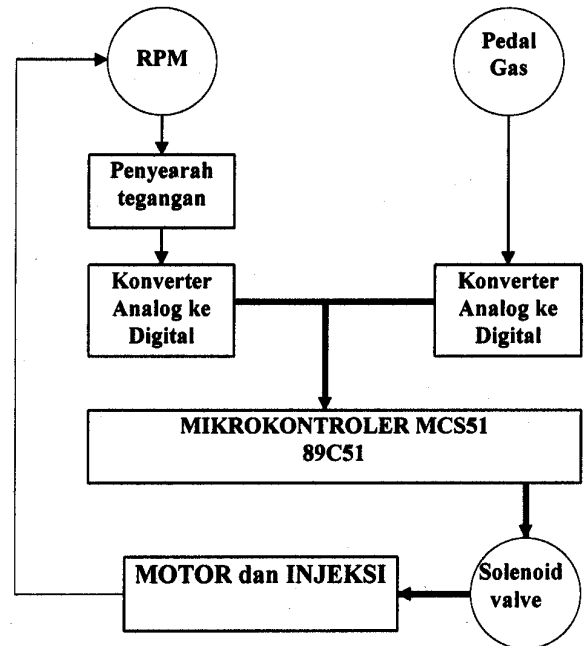 RPM
Pedal
Gas
Penyearah
tegangan
Konverter
Analog ke
Digital
Konverter
Analog ke
Digital
MIKROKONTROLER MCS51
89C51
MOTOR dan INJEKSI
Solenoid
valve